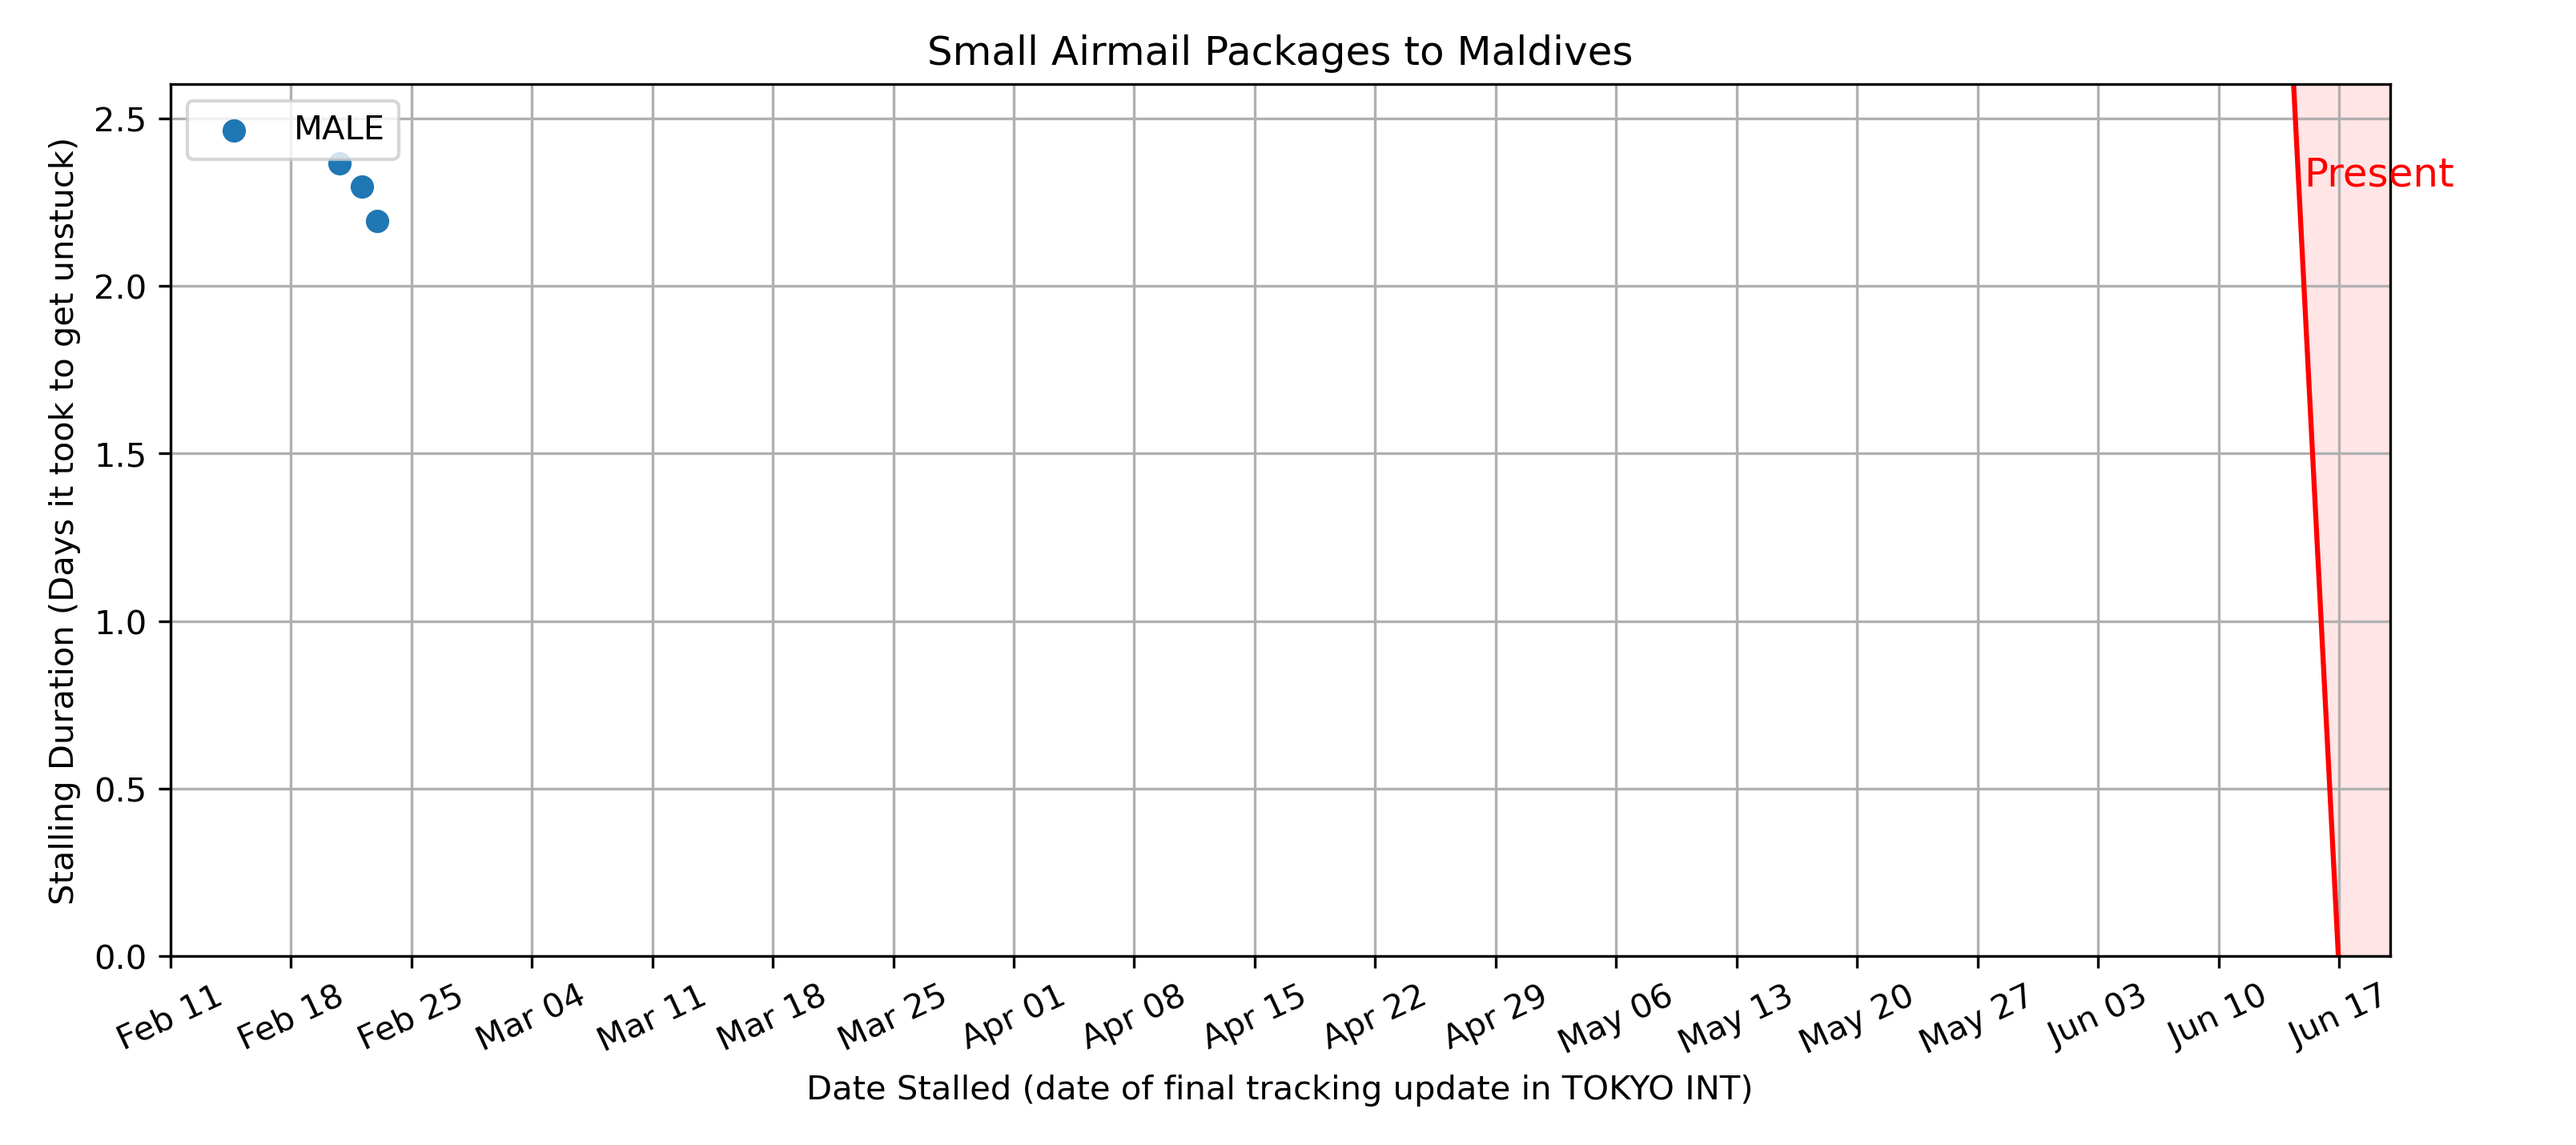 Small Airmail Packages to Maldives
MALE
Present
Stalling Duration (Days it took to get unstuck)
2.5
2.0
1.5
1.0
0.5
0.0
Feb 11
Feb 18
Feb 25
Mar 04
Mar 11
Mar 18
Mar 25
Apr 01
Apr 08
Apr 15
Apr 22
Apr 29
May 06
May 13
May 20
May 27
Jun 03
Jun 10
Jun 17
Date Stalled (date of final tracking update in TOKYO INT)